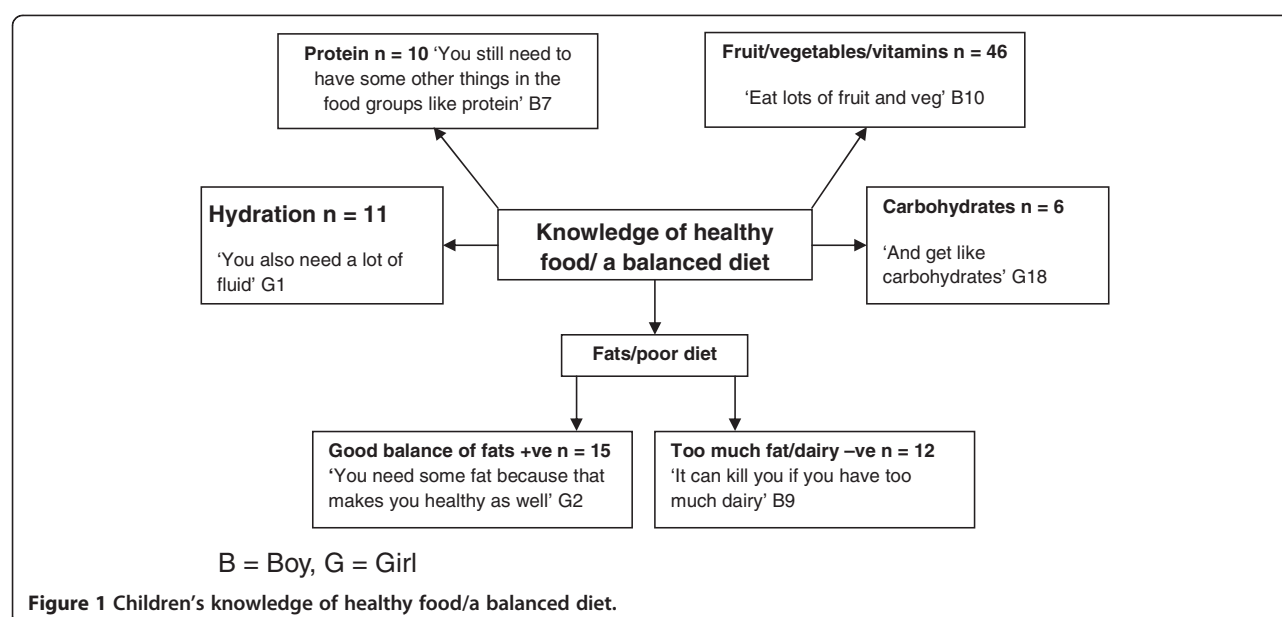 Protein n = 10 ‘You still need to
have some other things in the
food groups like protein’ B7
Fruit/vegetables/vitamins n = 46
‘Eat lots of fruit and veg’ B10
Hydration n = 11
‘You also need a lot of
fluid’ G1
Knowledge of healthy
food/ a balanced diet
Carbohydrates n = 6
‘And get like
carbohydrates’ G18
Fats/poor diet
Good balance of fats +ve n = 15
‘You need some fat because that
makes you healthy as well’ G2
Too much fat/dairy –ve n = 12
‘It can kill you if you have too
much dairy’ B9
B = Boy, G = Girl
Figure 1 Children’s knowledge of healthy food/a balanced diet.